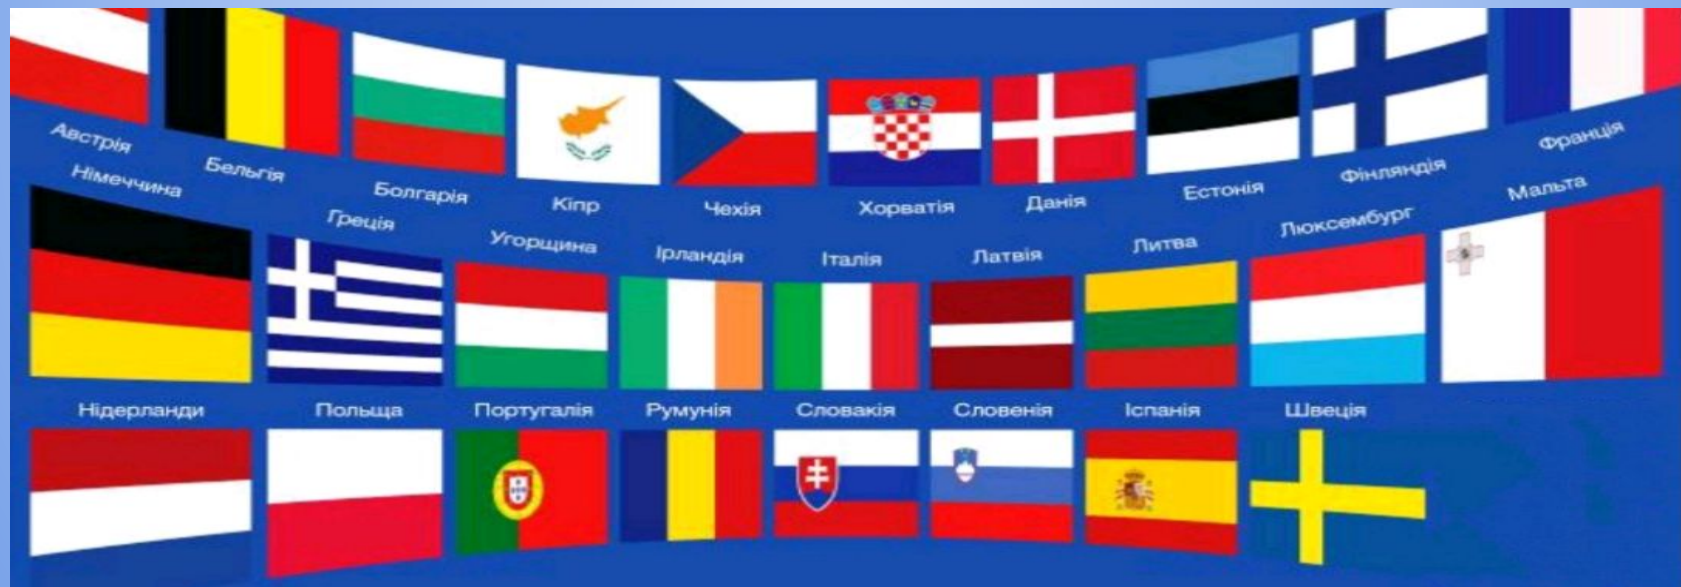 Австрія
Бельгія
Болгарія
Кіпр
Чехія
Хорватія
Данія
Естонія
Фінляндія
Франція
Німеччина
Греція
Угорщина
Ірландія
Італія
Латвія
Литва
Люксембург
Мальта
Нідерланди
Польща
Португалія
Румунія
Словакія
Словенія
Іспанія
Швеція